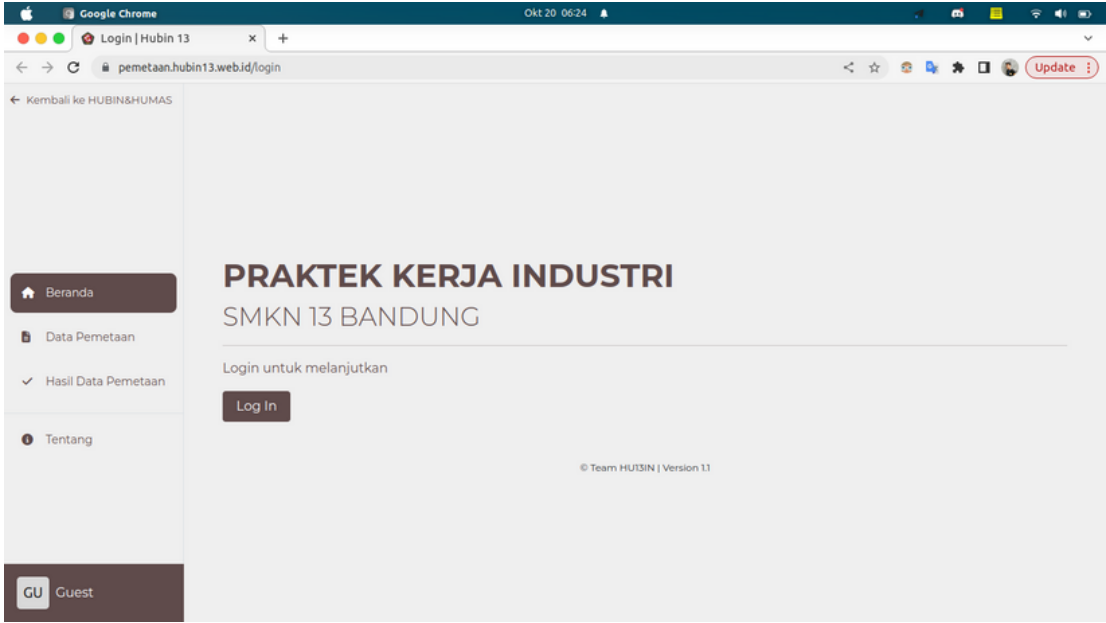 Google Chrome
Okt 20 06:24
Login | Hubin 13
pemetaan.hubin13.web.id/login
Update
Kembali ke HUBIN&HUMAS
PRAKTEK KERJA INDUSTRI
SMKN 13 BANDUNG
Login untuk melanjutkan
Log In
Beranda
Data Pemetaan
Hasil Data Pemetaan
Tentang
© Team HU13IN | Version 1.1
GU Guest